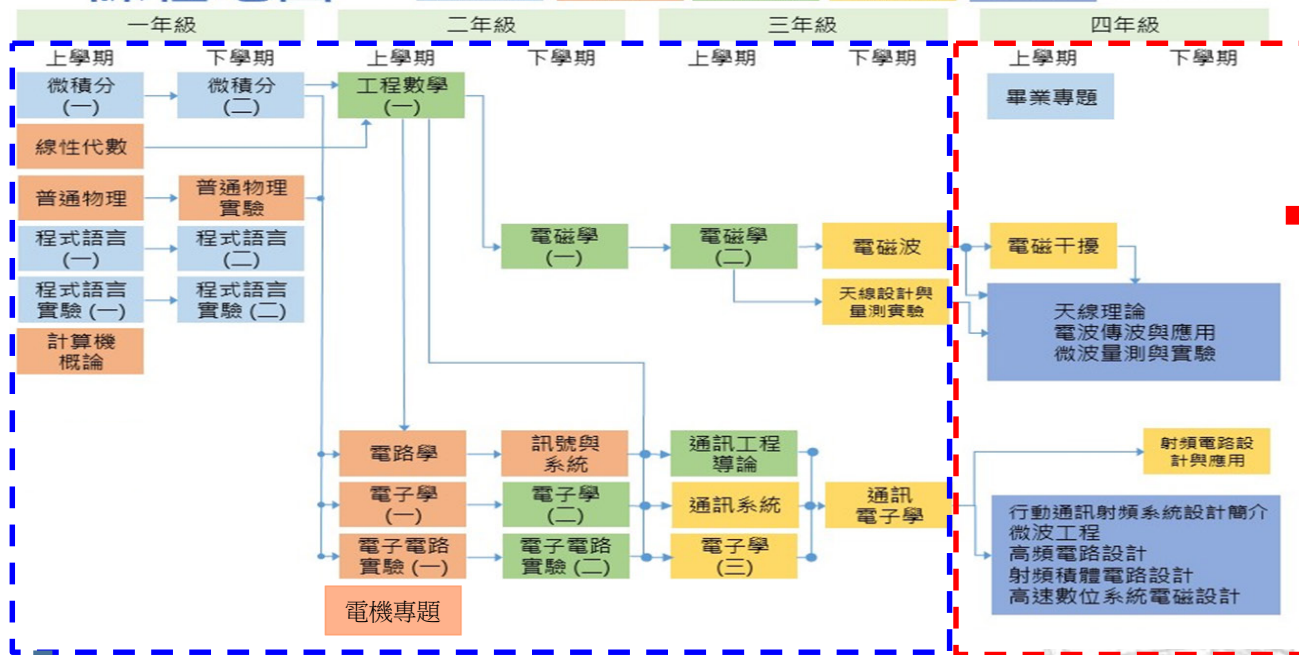 一年級
二年級
三年級
四年級
上學期
下學期
上學期
下學期
上學期
下學期
上學期
下學期
微積分
(一)
微積分
(二)
工程數學
(一)
畢業專題
線性代數
普通物理
普通物理
實驗
程式語言
(一)
程式語言
(二)
電磁學
(一)
電磁學
(二)
電磁波
電磁干擾
程式語言
實驗(一)
程式語言
實驗(二)
天線設計與
量測實驗
天線理論
電波傳波與應用
微波量測與實驗
計算機
概論
電路學
訊號與
系統
通訊工程
導論
射頻電路設
計與應用
電子學
(一)
電子學
(二)
通訊系統
通訊
電子學
電子電路
實驗(一)
電子電路
實驗(二)
電子學
(三)
行動通訊射頻系統設計簡介
微波工程
高頻電路設計
射頻積體電路設計
高速數位系統電磁設計
電機專題